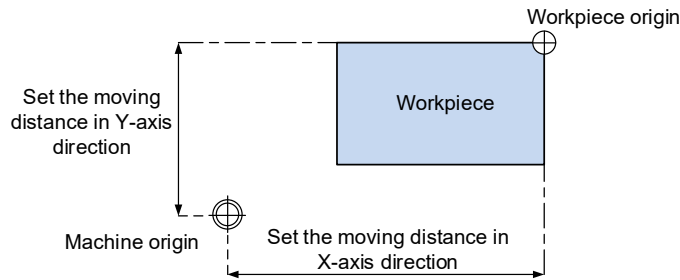 Workpiece origin
Set the moving
distance in Y-axis
direction
Workpiece
Machine origin
Set the moving distance in
X-axis direction